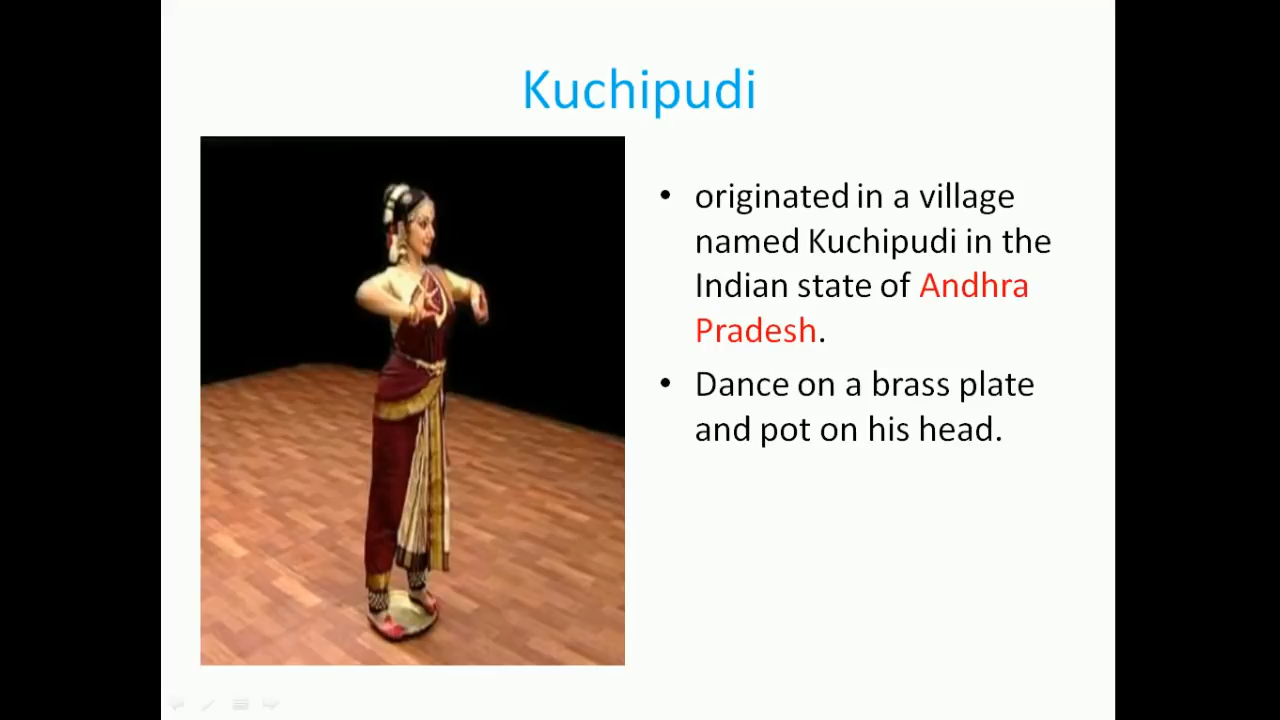 Kuchipudi
• originated in a village
named Kuchipudi in the
Indian state of Andhra
Pradesh.
• Dance on a brass plate
and pot on his head.